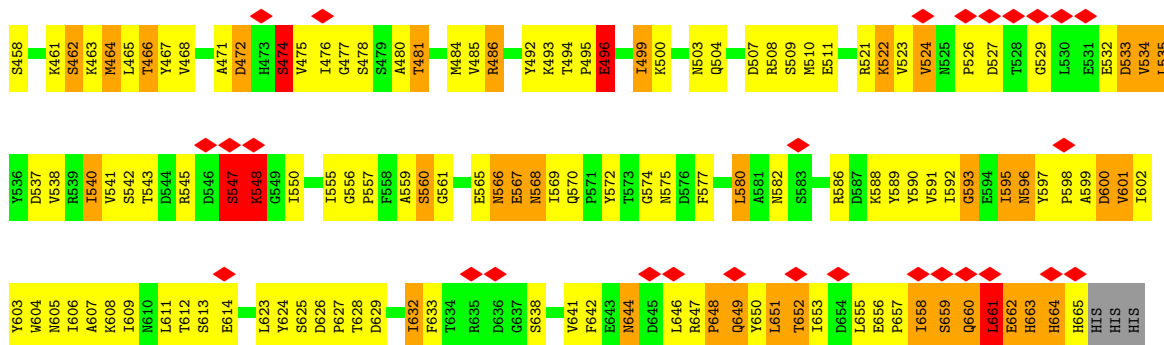 S458 K461 S462 K463 M464 L465 T466 Y467 V468 A471 D472 H473 S474 V475 I476 G477 S478 S479 A480 T481 M484 V485 R486 Y492 K493 T494 P495 E496 I499 K500 N503 Q504 D507 R508 S509 M510 E511 R521 K522 V523 V524 N525 P526 D527 T528 G529 L530 E531 E532 D533 V534 L535
Y536 D537 V538 R539 I540 V541 S542 T543 D544 R545 D546 S547 K548 G549 I550 I555 G556 P557 F558 A559 S560 G561 E565 N566 E567 N568 I569 Q570 P571 Y572 T573 G574 N575 D576 F577 L580 A581 N582 S583 R586 D587 K588 Y589 Y590 V591 I592 G593 E594 I595 N596 Y597 P598 A599 D600 V601 I602
Y603 W604 N605 I606 A607 K608 I609 N610 L611 T612 S613 E614 L623 Y624 S625 D626 P627 T628 D629 I632 F633 T634 R635 D636 G637 S638 V641 F642 E643 N644 D645 L646 R647 P648 Q649 Y650 L651 T652 I653 D654 L655 E656 P657 I658 S659 Q660 L661 E662 H663 H664 H665 HIS HIS HIS